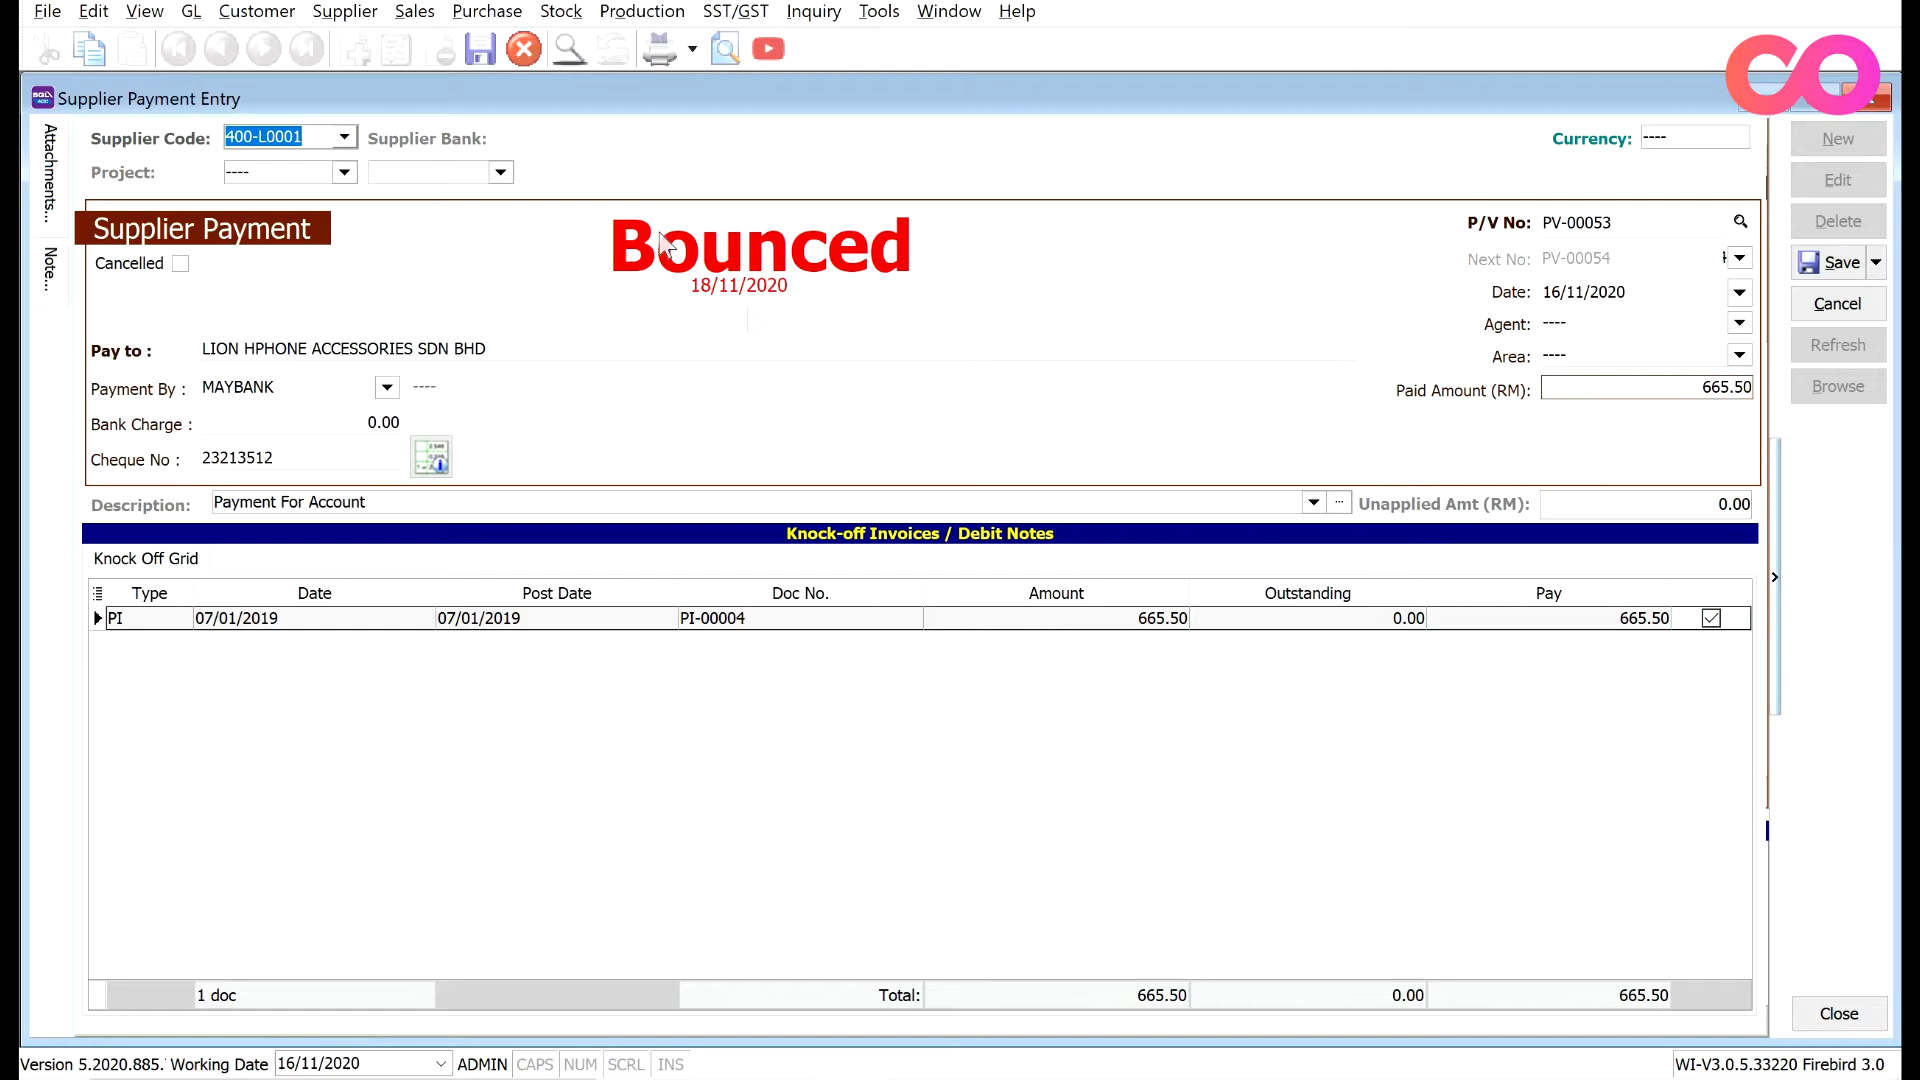 File Edit View GL Customer Supplier Sales Purchase Stock Production SST/GST Inquiry Tools Window Help
Supplier Payment Entry
Attachments...
Note...
Supplier Code: 400-L0001 Supplier Bank: Currency: ----
Project: ----
Supplier Payment
Cancelled
Bounced
18/11/2020
P/V No: PV-00053
Next No: PV-00054
Date: 16/11/2020
Agent: ----
Area: ----
Paid Amount (RM): 665.50
Pay to : LION HPHONE ACCESSORIES SDN BHD
Payment By : MAYBANK ----
Bank Charge : 0.00
Cheque No : 23213512
Description: Payment For Account ... Unapplied Amt (RM): 0.00
Knock-off Invoices / Debit Notes
Knock Off Grid
Type Date Post Date Doc No. Amount Outstanding Pay
PI 07/01/2019 07/01/2019 PI-00004 665.50 0.00 665.50
1 doc Total: 665.50 0.00 665.50
New
Edit
Delete
Save
Cancel
Refresh
Browse
Close
Version 5.2020.885. Working Date 16/11/2020 ADMIN CAPS NUM SCRL INS WI-V3.0.5.33220 Firebird 3.0